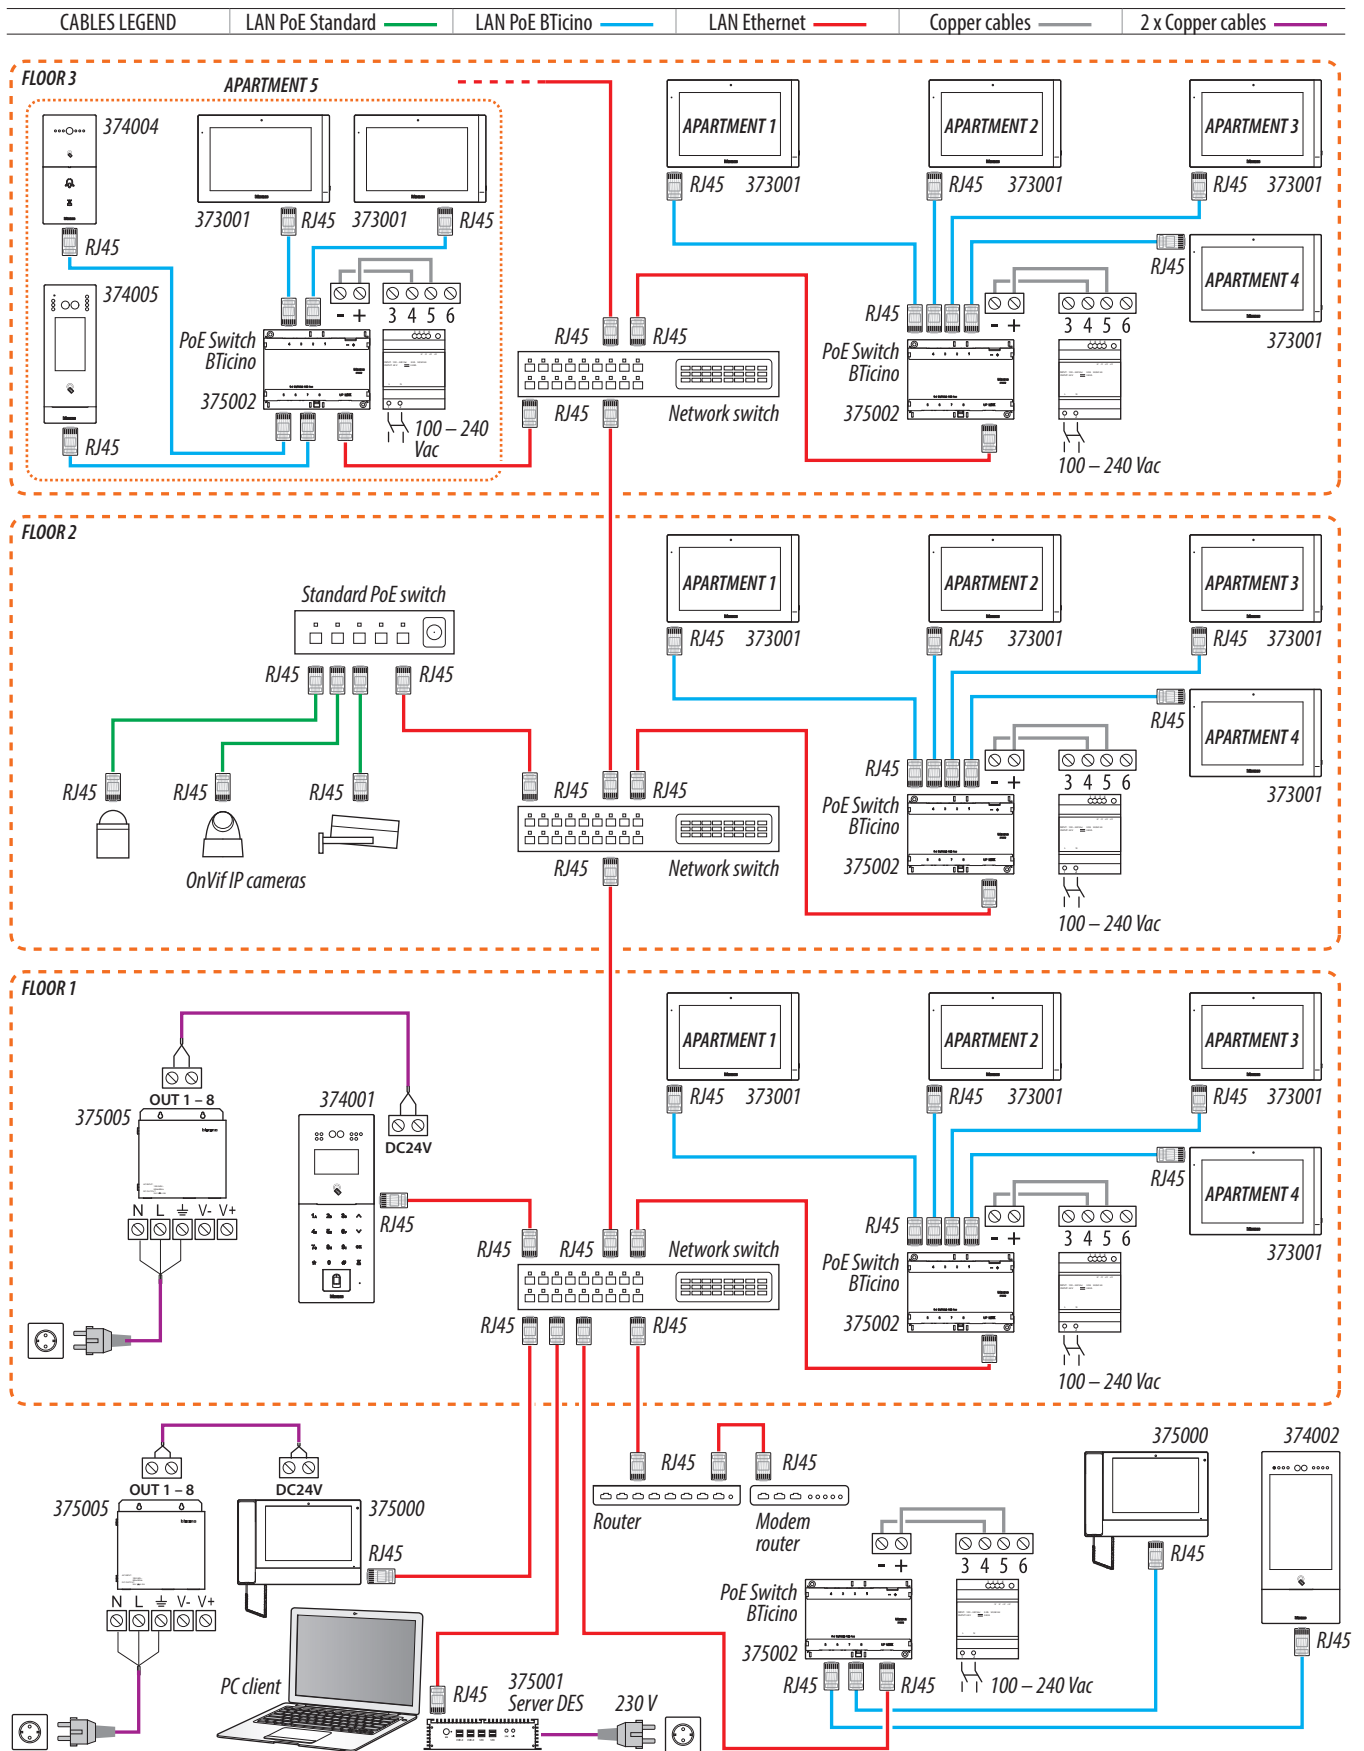 CABLES LEGEND LAN PoE Standard LAN PoE BTicino LAN Ethernet Copper cables 2 x Copper cables
FLOOR 3
APARTMENT 5
374004
373001 RJ45 373001 RJ45
RJ45
374005
- + 3 4 5 6
PoE Switch
BTicino
375002
RJ45
100 – 240
Vac
APARTMENT 1 APARTMENT 2 APARTMENT 3
RJ45 373001 RJ45 373001 RJ45 373001
RJ45
APARTMENT 4
373001
RJ45 RJ45
RJ45
Network switch
RJ45
- + 3 4 5 6
PoE Switch
BTicino
375002
100 – 240 Vac
FLOOR 2
Standard PoE switch
RJ45 RJ45
RJ45 RJ45 RJ45
OnVif IP cameras
APARTMENT 1 APARTMENT 2 APARTMENT 3
RJ45 373001 RJ45 373001 RJ45 373001
RJ45
APARTMENT 4
373001
RJ45 RJ45
RJ45
Network switch
RJ45
- + 3 4 5 6
PoE Switch
BTicino
375002
100 – 240 Vac
FLOOR 1
OUT 1 – 8
375005
N L V- V+
374001
DC24V
RJ45
APARTMENT 1 APARTMENT 2 APARTMENT 3
RJ45 373001 RJ45 373001 RJ45 373001
RJ45
APARTMENT 4
373001
RJ45 RJ45
Network switch
RJ45 RJ45
RJ45
- + 3 4 5 6
PoE Switch
BTicino
375002
100 – 240 Vac
OUT 1 – 8
375005
N L V- V+
DC24V
375000
RJ45
PC client
RJ45
375001
Server DES
230 V
RJ45 RJ45
Router
Modem
router
- + 3 4 5 6
PoE Switch
BTicino
375002
RJ45 RJ45
100 – 240 Vac
375000
RJ45
374002
RJ45